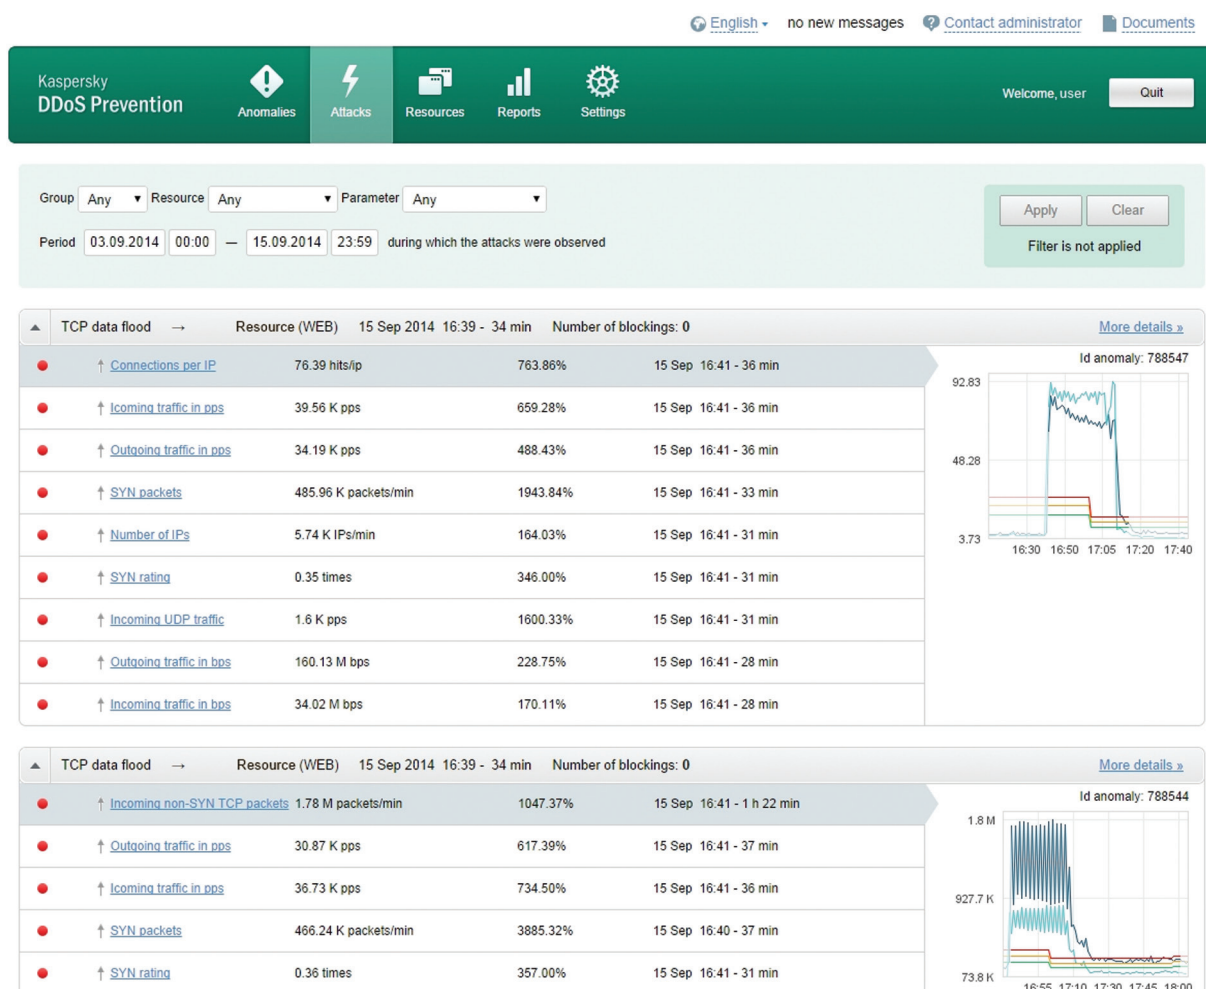 English no new messages Contact administrator Documents
Kaspersky
DDoS Prevention
Anomalies Attacks Resources Reports Settings
Welcome, user Quit
Group Any Resource Any Parameter Any
Apply Clear
Period 03.09.2014 00:00 — 15.09.2014 23:59 during which the attacks were observed
Filter is not applied
TCP data flood → Resource (WEB) 15 Sep 2014 16:39 - 34 min Number of blockings: 0 More details »
Connections per IP 76.39 hits/ip 763.86% 15 Sep 16:41 - 36 min
Icoming traffic in pps 39.56 K pps 659.28% 15 Sep 16:41 - 36 min
Outgoing traffic in pps 34.19 K pps 488.43% 15 Sep 16:41 - 36 min
SYN packets 485.96 K packets/min 1943.84% 15 Sep 16:41 - 33 min
Number of IPs 5.74 K IPs/min 164.03% 15 Sep 16:41 - 31 min
SYN rating 0.35 times 346.00% 15 Sep 16:41 - 31 min
Incoming UDP traffic 1.6 K pps 1600.33% 15 Sep 16:41 - 31 min
Outgoing traffic in bps 160.13 M bps 228.75% 15 Sep 16:41 - 28 min
Incoming traffic in bps 34.02 M bps 170.11% 15 Sep 16:41 - 28 min
Id anomaly: 788547
92.83
48.28
3.73
16:30 16:50 17:05 17:20 17:40
TCP data flood → Resource (WEB) 15 Sep 2014 16:39 - 34 min Number of blockings: 0 More details »
Incoming non-SYN TCP packets 1.78 M packets/min 1047.37% 15 Sep 16:41 - 1 h 22 min
Outgoing traffic in pps 30.87 K pps 617.39% 15 Sep 16:41 - 37 min
Icoming traffic in pps 36.73 K pps 734.50% 15 Sep 16:41 - 36 min
SYN packets 466.24 K packets/min 3885.32% 15 Sep 16:40 - 37 min
SYN rating 0.36 times 357.00% 15 Sep 16:41 - 31 min
Id anomaly: 788544
1.8 M
927.7 K
73.8 K
16:55 17:10 17:30 17:45 18:00